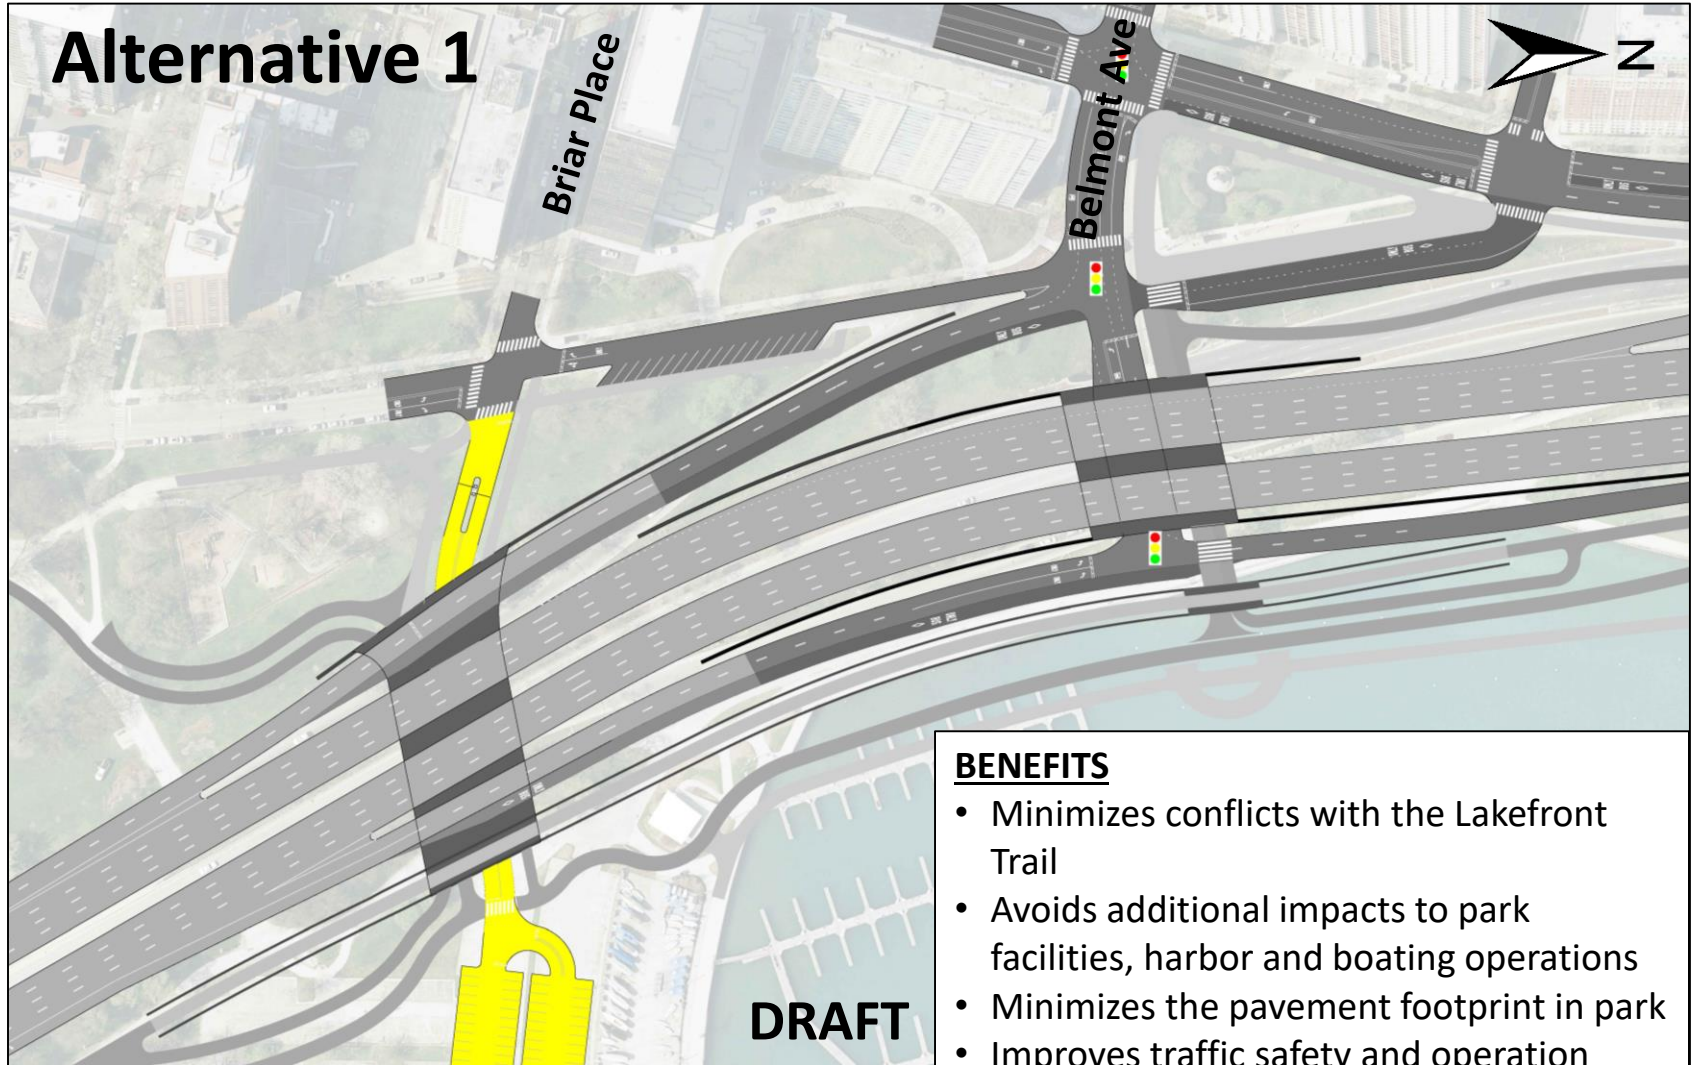 Alternative 1
Briar Place
Belmont Ave
N
DRAFT
BENEFITS
• Minimizes conflicts with the Lakefront
Trail
• Avoids additional impacts to park
facilities, harbor and boating operations
• Minimizes the pavement footprint in park
• Improves traffic safety and operation